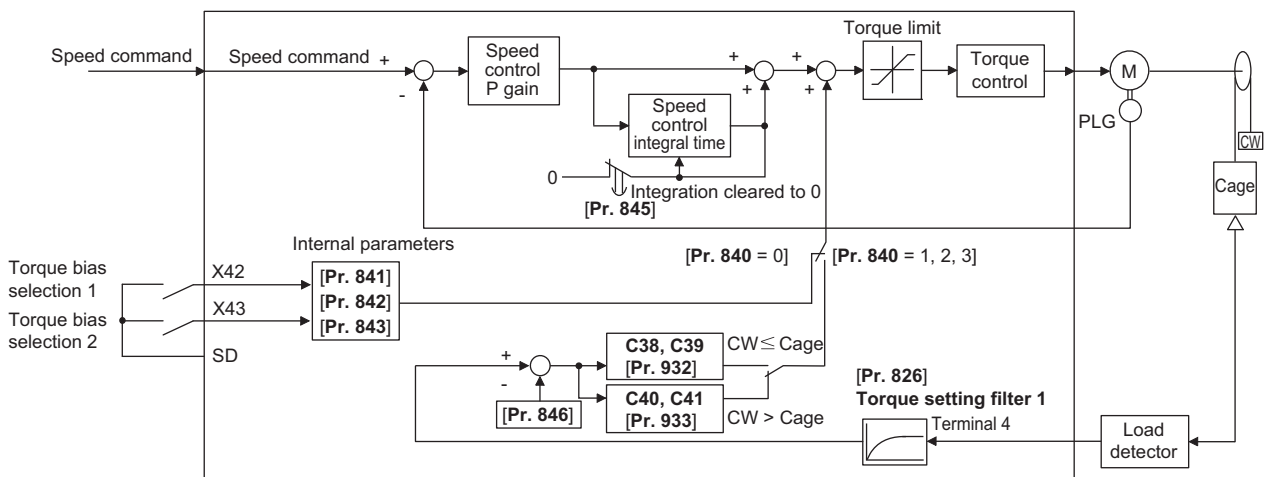 Speed command
Speed command
+
-
Speed
control
P gain
+
+
+
+
Torque limit
Torque
control
M
PLG
CW
Cage
Speed
control
integral time
0
Integration cleared to 0
[Pr. 845]
Internal parameters
[Pr. 840 = 0]
[Pr. 840 = 1, 2, 3]
Torque bias
selection 1
X42
[Pr. 841]
[Pr. 842]
[Pr. 843]
Torque bias
selection 2
X43
SD
+
-
[Pr. 846]
C38, C39
[Pr. 932]
CW ≤ Cage
C40, C41
[Pr. 933]
CW > Cage
[Pr. 826]
Torque setting filter 1
Terminal 4
Load
detector